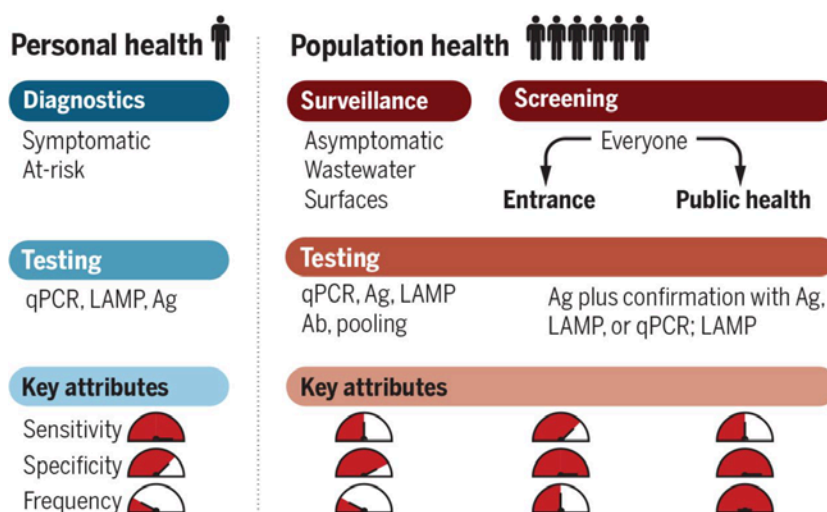 Personal health
Population health
Diagnostics
Symptomatic
At-risk
Surveillance
Asymptomatic
Wastewater
Surfaces
Screening
Everyone
Entrance
Public health
Testing
qPCR, LAMP, Ag
Testing
qPCR, Ag, LAMP
Ab, pooling
Ag plus confirmation with Ag,
LAMP, or qPCR; LAMP
Key attributes
Key attributes
Sensitivity
Specificity
Frequency